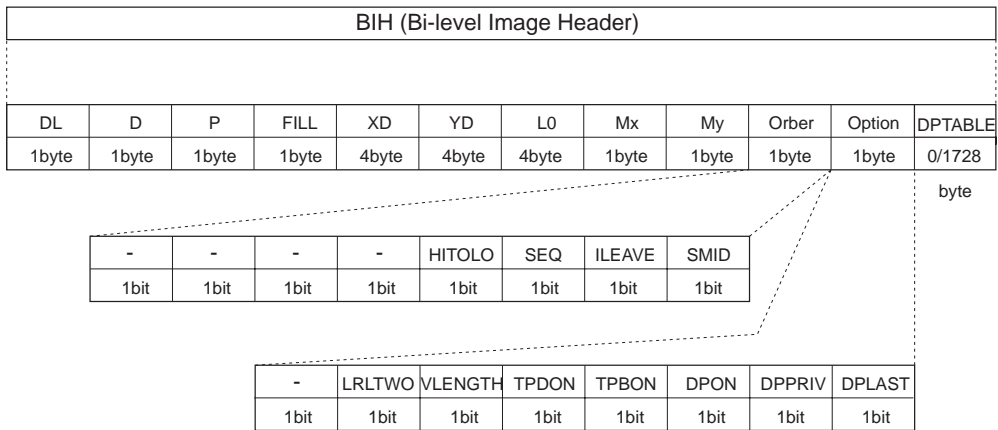 BIH (Bi-level Image Header)
DL D P FILL XD YD L0 Mx My Orber Option DPTABLE
1byte 1byte 1byte 1byte 4byte 4byte 4byte 1byte 1byte 1byte 1byte 0/1728
byte
- - - - HITOLO SEQ ILEAVE SMID
1bit 1bit 1bit 1bit 1bit 1bit 1bit 1bit
- LRLTWO VLENGTH TPDON TPBON DPON DPPRIV DPLAST
1bit 1bit 1bit 1bit 1bit 1bit 1bit 1bit